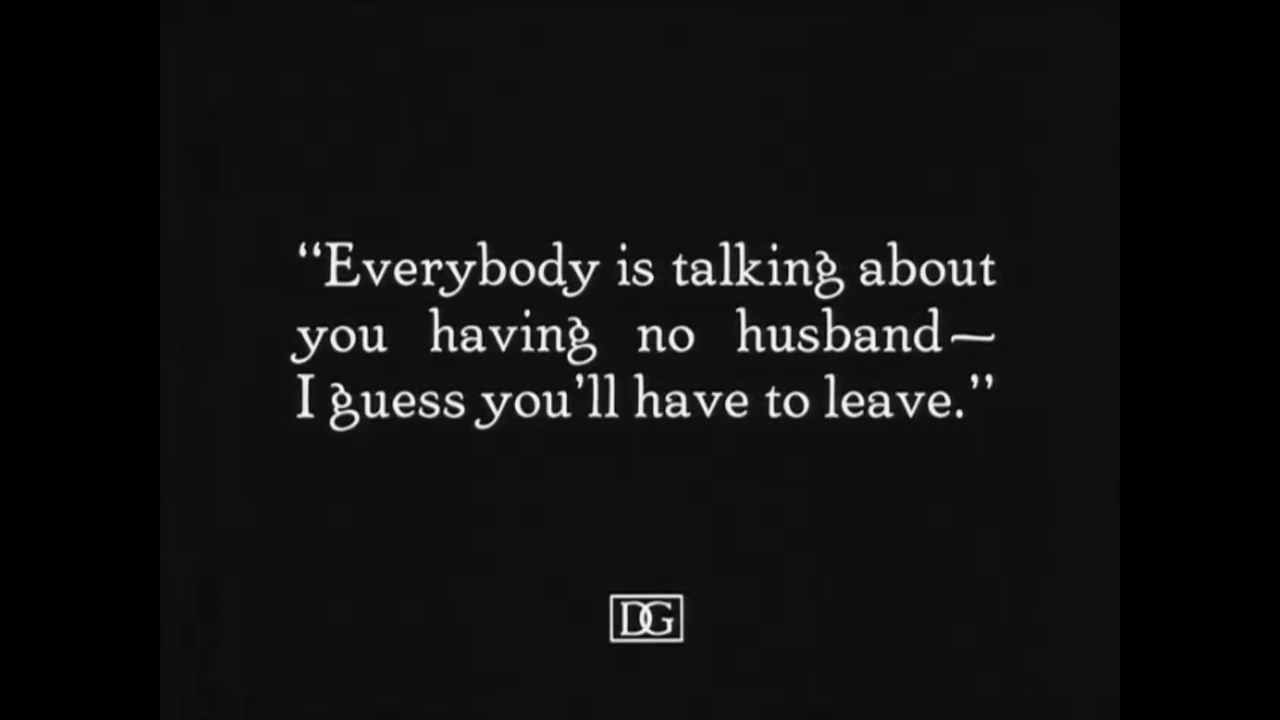 “Everybody is talking about
you having no husband—
I guess you’ll have to leave.”
DG